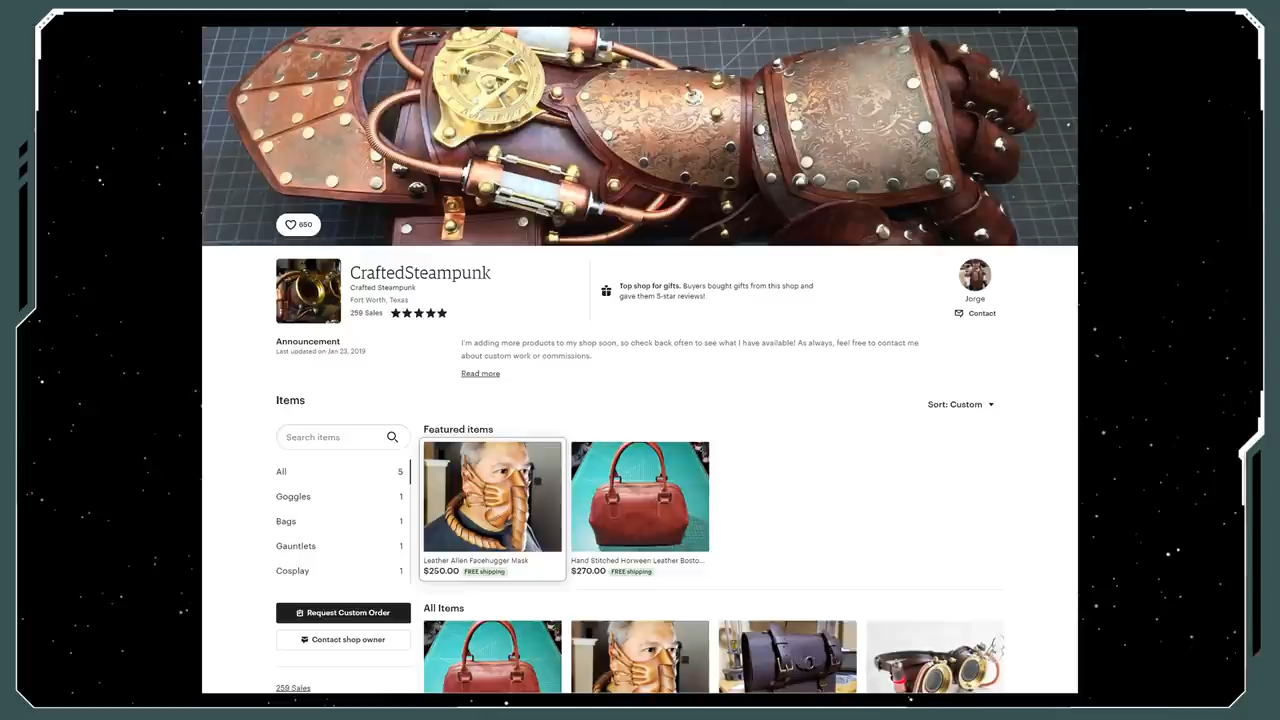 650
CraftedSteampunk
Crafted Steampunk
Fort Worth, Texas
259 Sales
Top shop for gifts. Buyers bought gifts from this shop and
gave them 5-star reviews!
Jorge
Contact
Announcement
Last updated on Jan 23, 2019
I'm adding more products to my shop soon, so check back often to see what I have available! As always, feel free to contact me
about custom work or commissions.
Read more
Items
Sort: Custom
Search items
All 5
Goggles 1
Bags 1
Gauntlets 1
Cosplay 1
Request Custom Order
Contact shop owner
259 Sales
Featured items
Leather Alien Facehugger Mask
$250.00 FREE shipping
Hand Stitched Horween Leather Bosto...
$270.00 FREE shipping
All Items